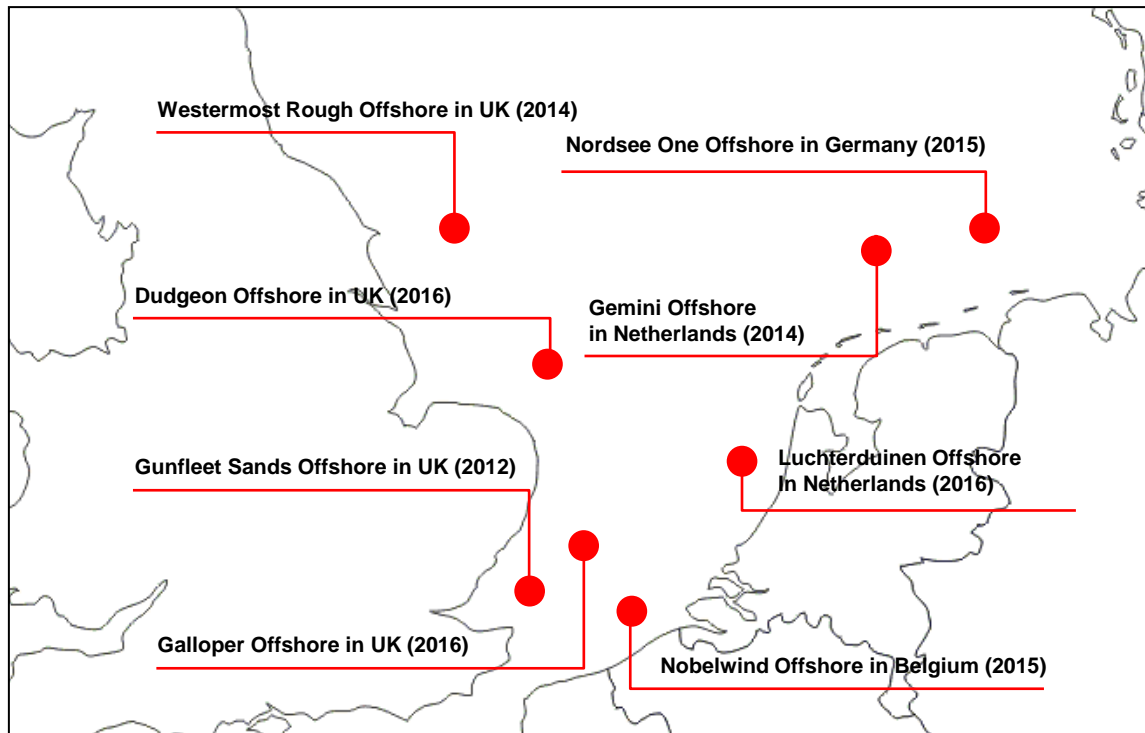 Westermost Rough Offshore in UK (2014)
Nordsee One Offshore in Germany (2015)
Dudgeon Offshore in UK (2016)
Gemini Offshore
in Netherlands (2014)
Gunfleet Sands Offshore in UK (2012)
Luchterduinen Offshore
In Netherlands (2016)
Galloper Offshore in UK (2016)
Nobelwind Offshore in Belgium (2015)